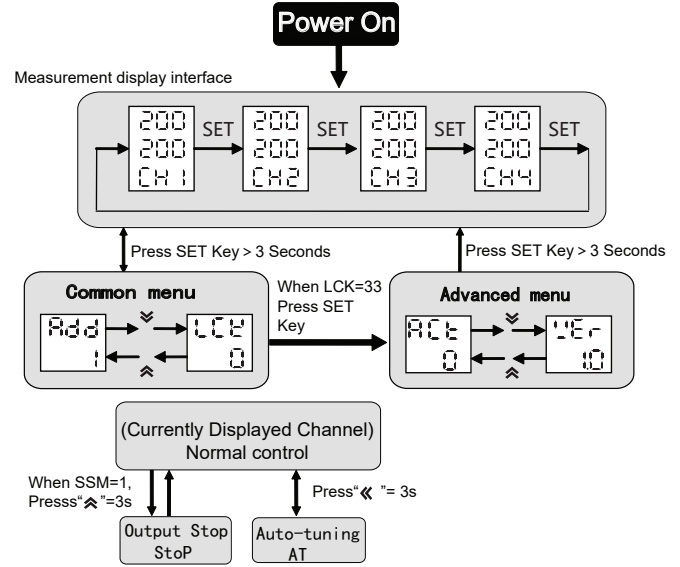 Power On
Measurement display interface
200 200 200 200
SET SET SET SET
200 200 200 200
CH1 CH2 CH3 CH4
Press SET Key > 3 Seconds
Press SET Key > 3 Seconds
Common menu
Add LCK
1 0
When LCK=33
Press SET
Key
Advanced menu
ACt VEr
0 1.0
(Currently Displayed Channel)
Normal control
When SSM=1,
Presss“︽”=3s
Press“《 ”= 3s
Output Stop
StoP
Auto-tuning
AT